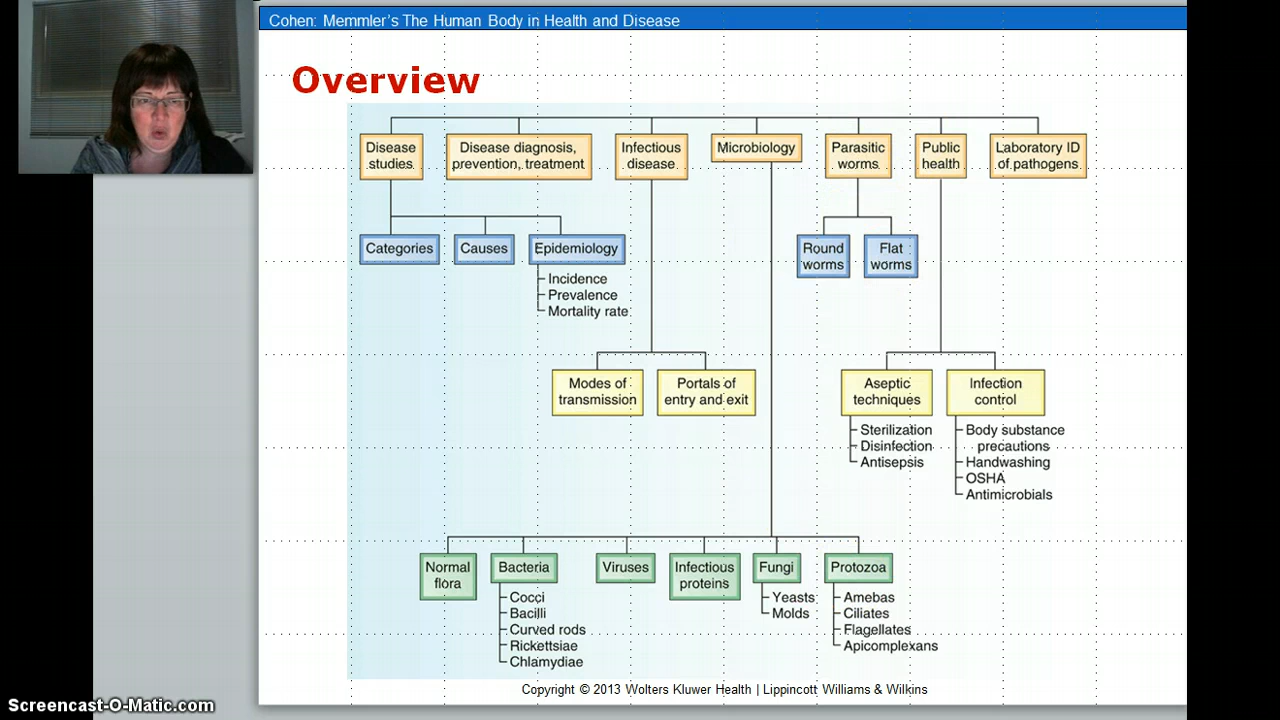 Cohen: Memmler's The Human Body in Health and Disease
Overview
Disease
studies
Disease diagnosis,
prevention, treatment
Infectious
disease
Microbiology
Parasitic
worms
Public
health
Laboratory ID
of pathogens
Categories
Causes
Epidemiology
Incidence
Prevalence
Mortality rate
Round
worms
Flat
worms
Modes of
transmission
Portals of
entry and exit
Aseptic
techniques
Sterilization
Disinfection
Antisepsis
Infection
control
Body substance
precautions
Handwashing
OSHA
Antimicrobials
Normal
flora
Bacteria
Cocci
Bacilli
Curved rods
Rickettsiae
Chlamydiae
Viruses
Infectious
proteins
Fungi
Yeasts
Molds
Protozoa
Amebas
Ciliates
Flagellates
Apicomplexans
Copyright © 2013 Wolters Kluwer Health | Lippincott Williams & Wilkins
Screencast-O-Matic.com